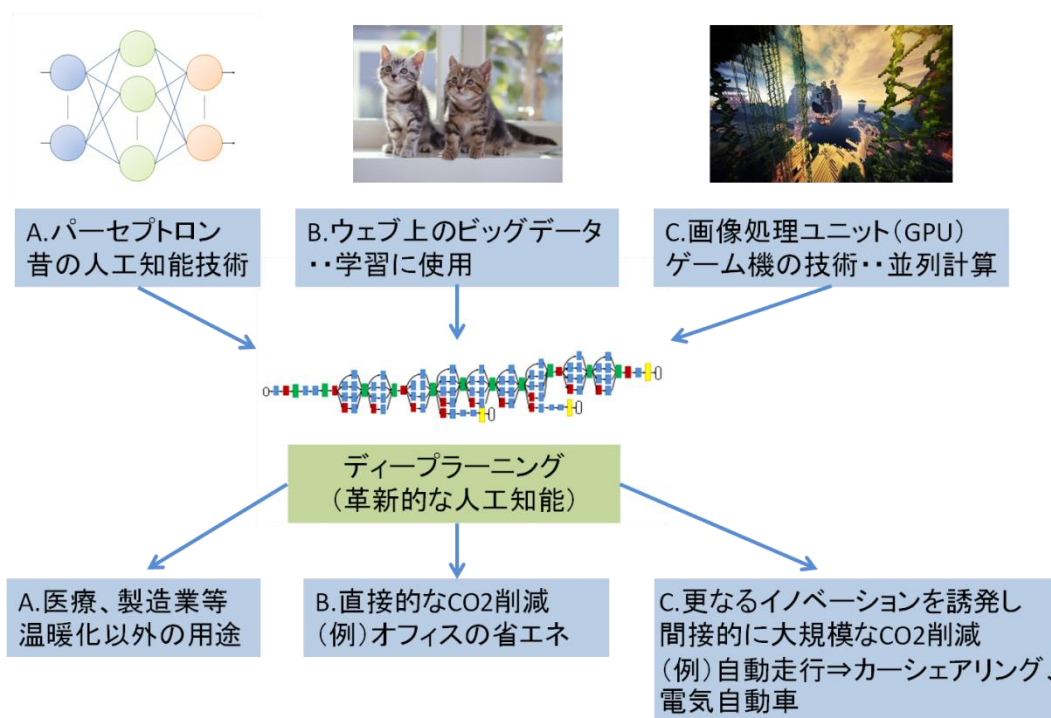 A.パーセプトロン
昔の人工知能技術
B.ウェブ上のビッグデータ
・・学習に使用
C.画像処理ユニット(GPU)
ゲーム機の技術・・並列計算
ディープラーニング
(革新的な人工知能)
A.医療、製造業等
温暖化以外の用途
B.直接的なCO2削減
(例)オフィスの省エネ
C.更なるイノベーションを誘発し
間接的に大規模なCO2削減
(例)自動走行⇒カーシェアリング、
電気自動車